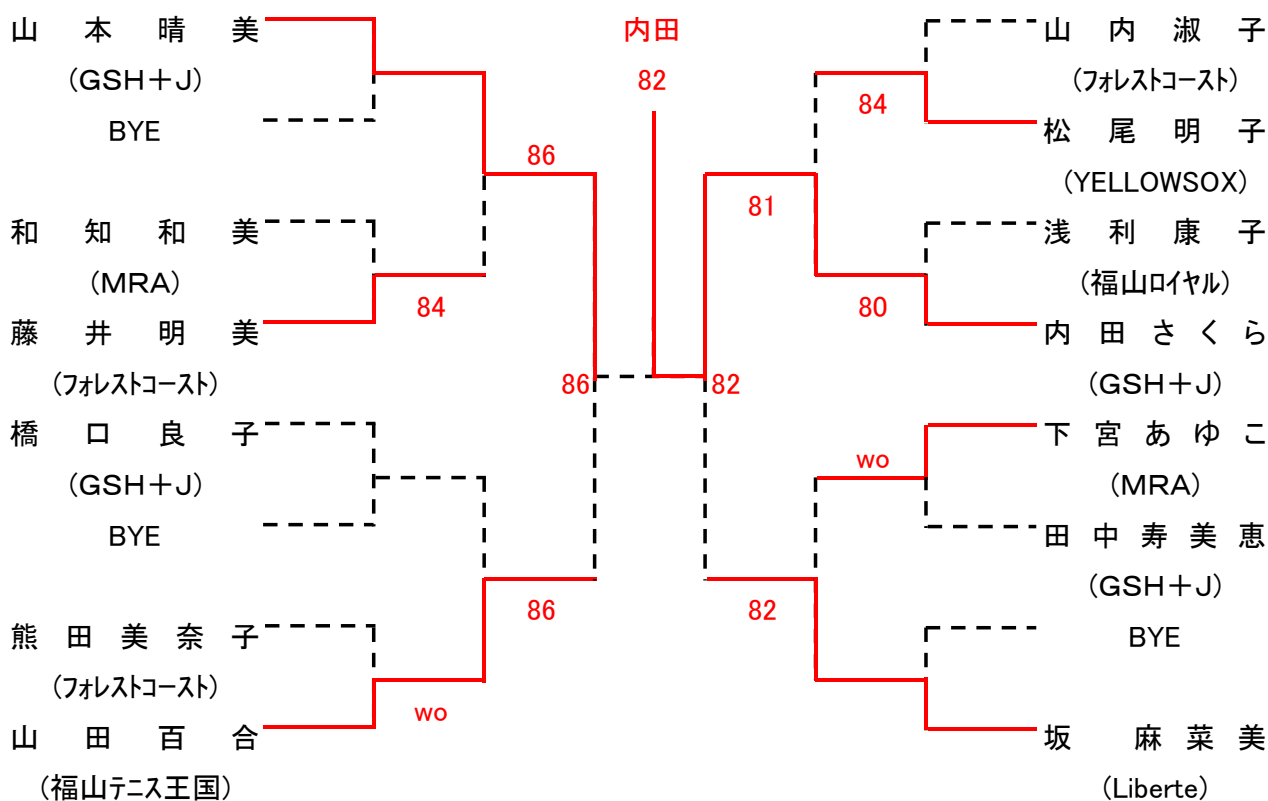 山本晴美
(GSH＋J)
BYE
和知和美
(MRA)
藤井明美
(フォレストコースト)
橋口良子
(GSH＋J)
BYE
熊田美奈子
(フォレストコースト)
山田百合
(福山テニス王国)
86
84
86
wo
86
内田
82
82
84
81
80
wo
82
山内淑子
(フォレストコースト)
松尾明子
(YELLOWSOX)
浅利康子
(福山ロイヤル)
内田さくら
(GSH＋J)
下宮あゆこ
(MRA)
田中寿美恵
(GSH＋J)
BYE
坂 麻菜美
(Liberte)